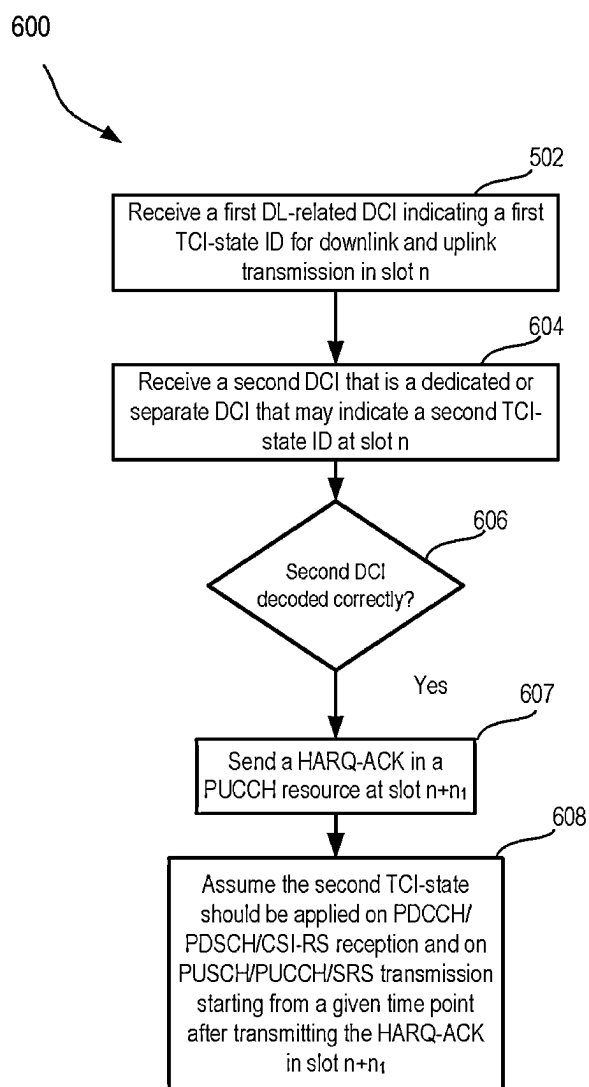 600
502
Receive a first DL-related DCI indicating a first
TCI-state ID for downlink and uplink
transmission in slot n
604
Receive a second DCI that is a dedicated or
separate DCI that may indicate a second TCI-
state ID at slot n
606
Second DCI
decoded correctly?
Yes
607
Send a HARQ-ACK in a
PUCCH resource at slot n+n₁
608
Assume the second TCI-state
should be applied on PDCCH/
PDSCH/CSI-RS reception and on
PUSCH/PUCCH/SRS transmission
starting from a given time point
after transmitting the HARQ-ACK
in slot n+n₁